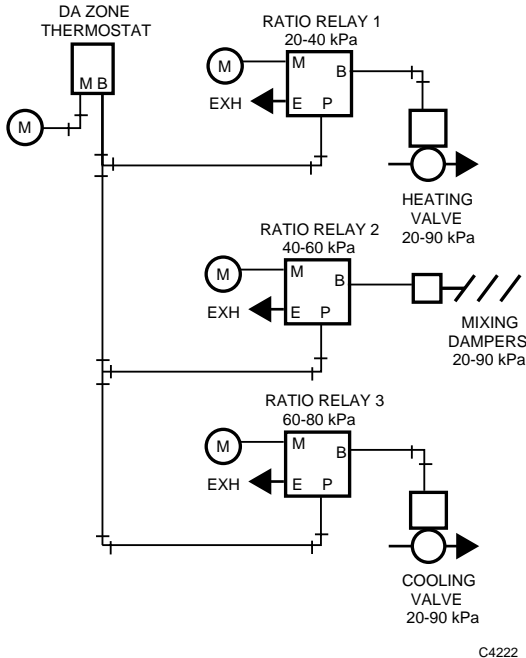 DA ZONE
THERMOSTAT
M B
M
RATIO RELAY 1
20-40 kPa
M
M
B
EXH
E P
HEATING
VALVE
20-90 kPa
RATIO RELAY 2
40-60 kPa
M
M
B
EXH
E P
MIXING
DAMPERS
20-90 kPa
RATIO RELAY 3
60-80 kPa
M
M
B
EXH
E P
COOLING
VALVE
20-90 kPa
C4222